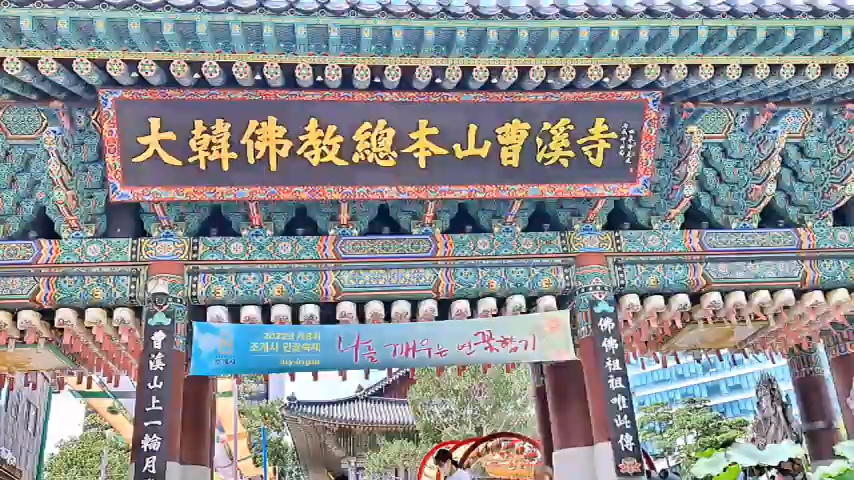 大韓佛教總本山曹溪寺
2022년 제8회
조계사 연꽃축제
나를 깨우는 연꽃향기
曹溪山上一輪月
佛佛祖祖唯此傳